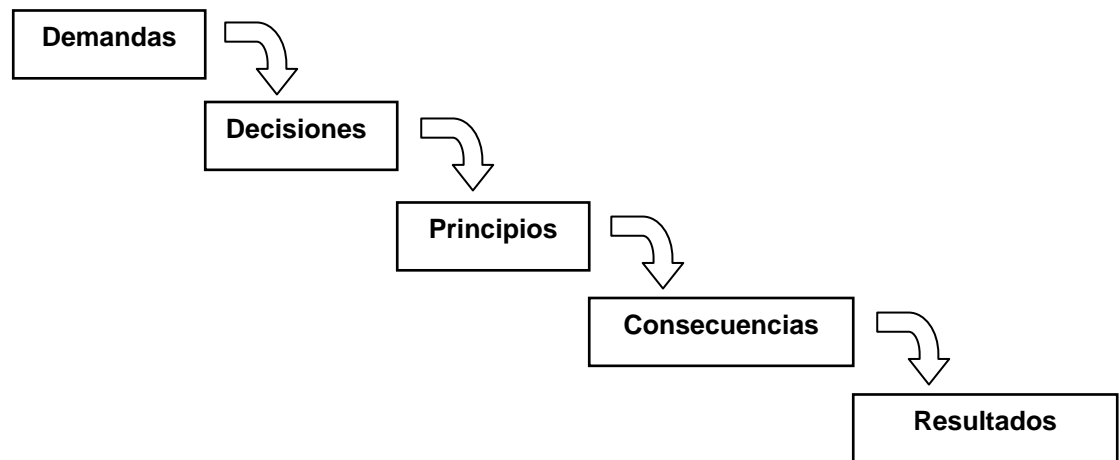 Demandas
Decisiones
Principios
Consecuencias
Resultados